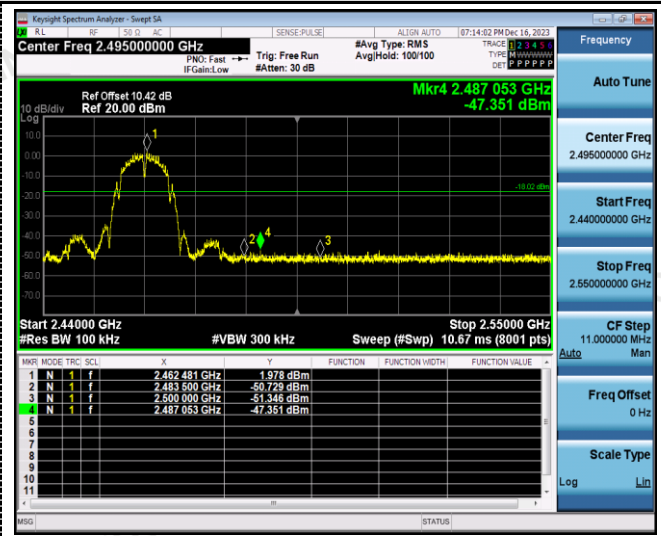 Keysight Spectrum Analyzer - Swept SA
RL RF 50 Ω AC SENSE:PULSE ALIGN AUTO 07:14:02 PM Dec 16, 2023
Center Freq 2.495000000 GHz #Avg Type: RMS TRACE 1 2 3 4 5 6
PNO: Fast Trig: Free Run Avg|Hold: 100/100 TYPE M WWWWW
IFGain:Low #Atten: 30 dB DET P P P P P P
Ref Offset 10.42 dB Mkr4 2.487 053 GHz
10 dB/div Ref 20.00 dBm -47.351 dBm
Log
10.0
0.00
-10.0
-20.0
-30.0
-40.0
-50.0
-60.0
-70.0
1
-18.02 dBm
2 4 3
Start 2.44000 GHz Stop 2.55000 GHz
#Res BW 100 kHz #VBW 300 kHz Sweep (#Swp) 10.67 ms (8001 pts)
MKR MODE TRC SCL X Y FUNCTION FUNCTION WIDTH FUNCTION VALUE
1 N 1 f 2.462 481 GHz 1.978 dBm
2 N 1 f 2.483 500 GHz -50.729 dBm
3 N 1 f 2.500 000 GHz -51.346 dBm
4 N 1 f 2.487 053 GHz -47.351 dBm
5
6
7
8
9
10
11
MSG STATUS
Frequency
Auto Tune
Center Freq
2.495000000 GHz
Start Freq
2.440000000 GHz
Stop Freq
2.550000000 GHz
CF Step
11.000000 MHz
Auto Man
Freq Offset
0 Hz
Scale Type
Log Lin